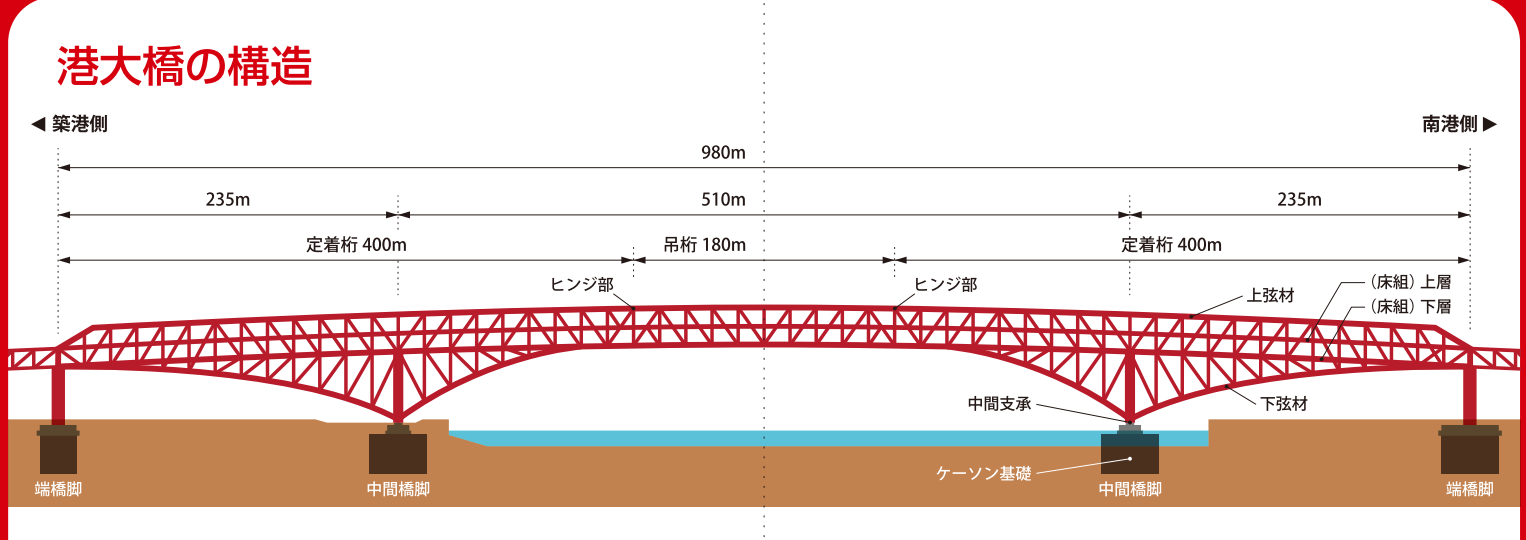 港大橋の構造
◀ 築港側
南港側 ▶
980m
235m
510m
235m
定着桁 400m
吊桁 180m
定着桁 400m
ヒンジ部
ヒンジ部
上弦材
（床組）上層
（床組）下層
中間支承
下弦材
ケーソン基礎
端橋脚
中間橋脚
中間橋脚
端橋脚